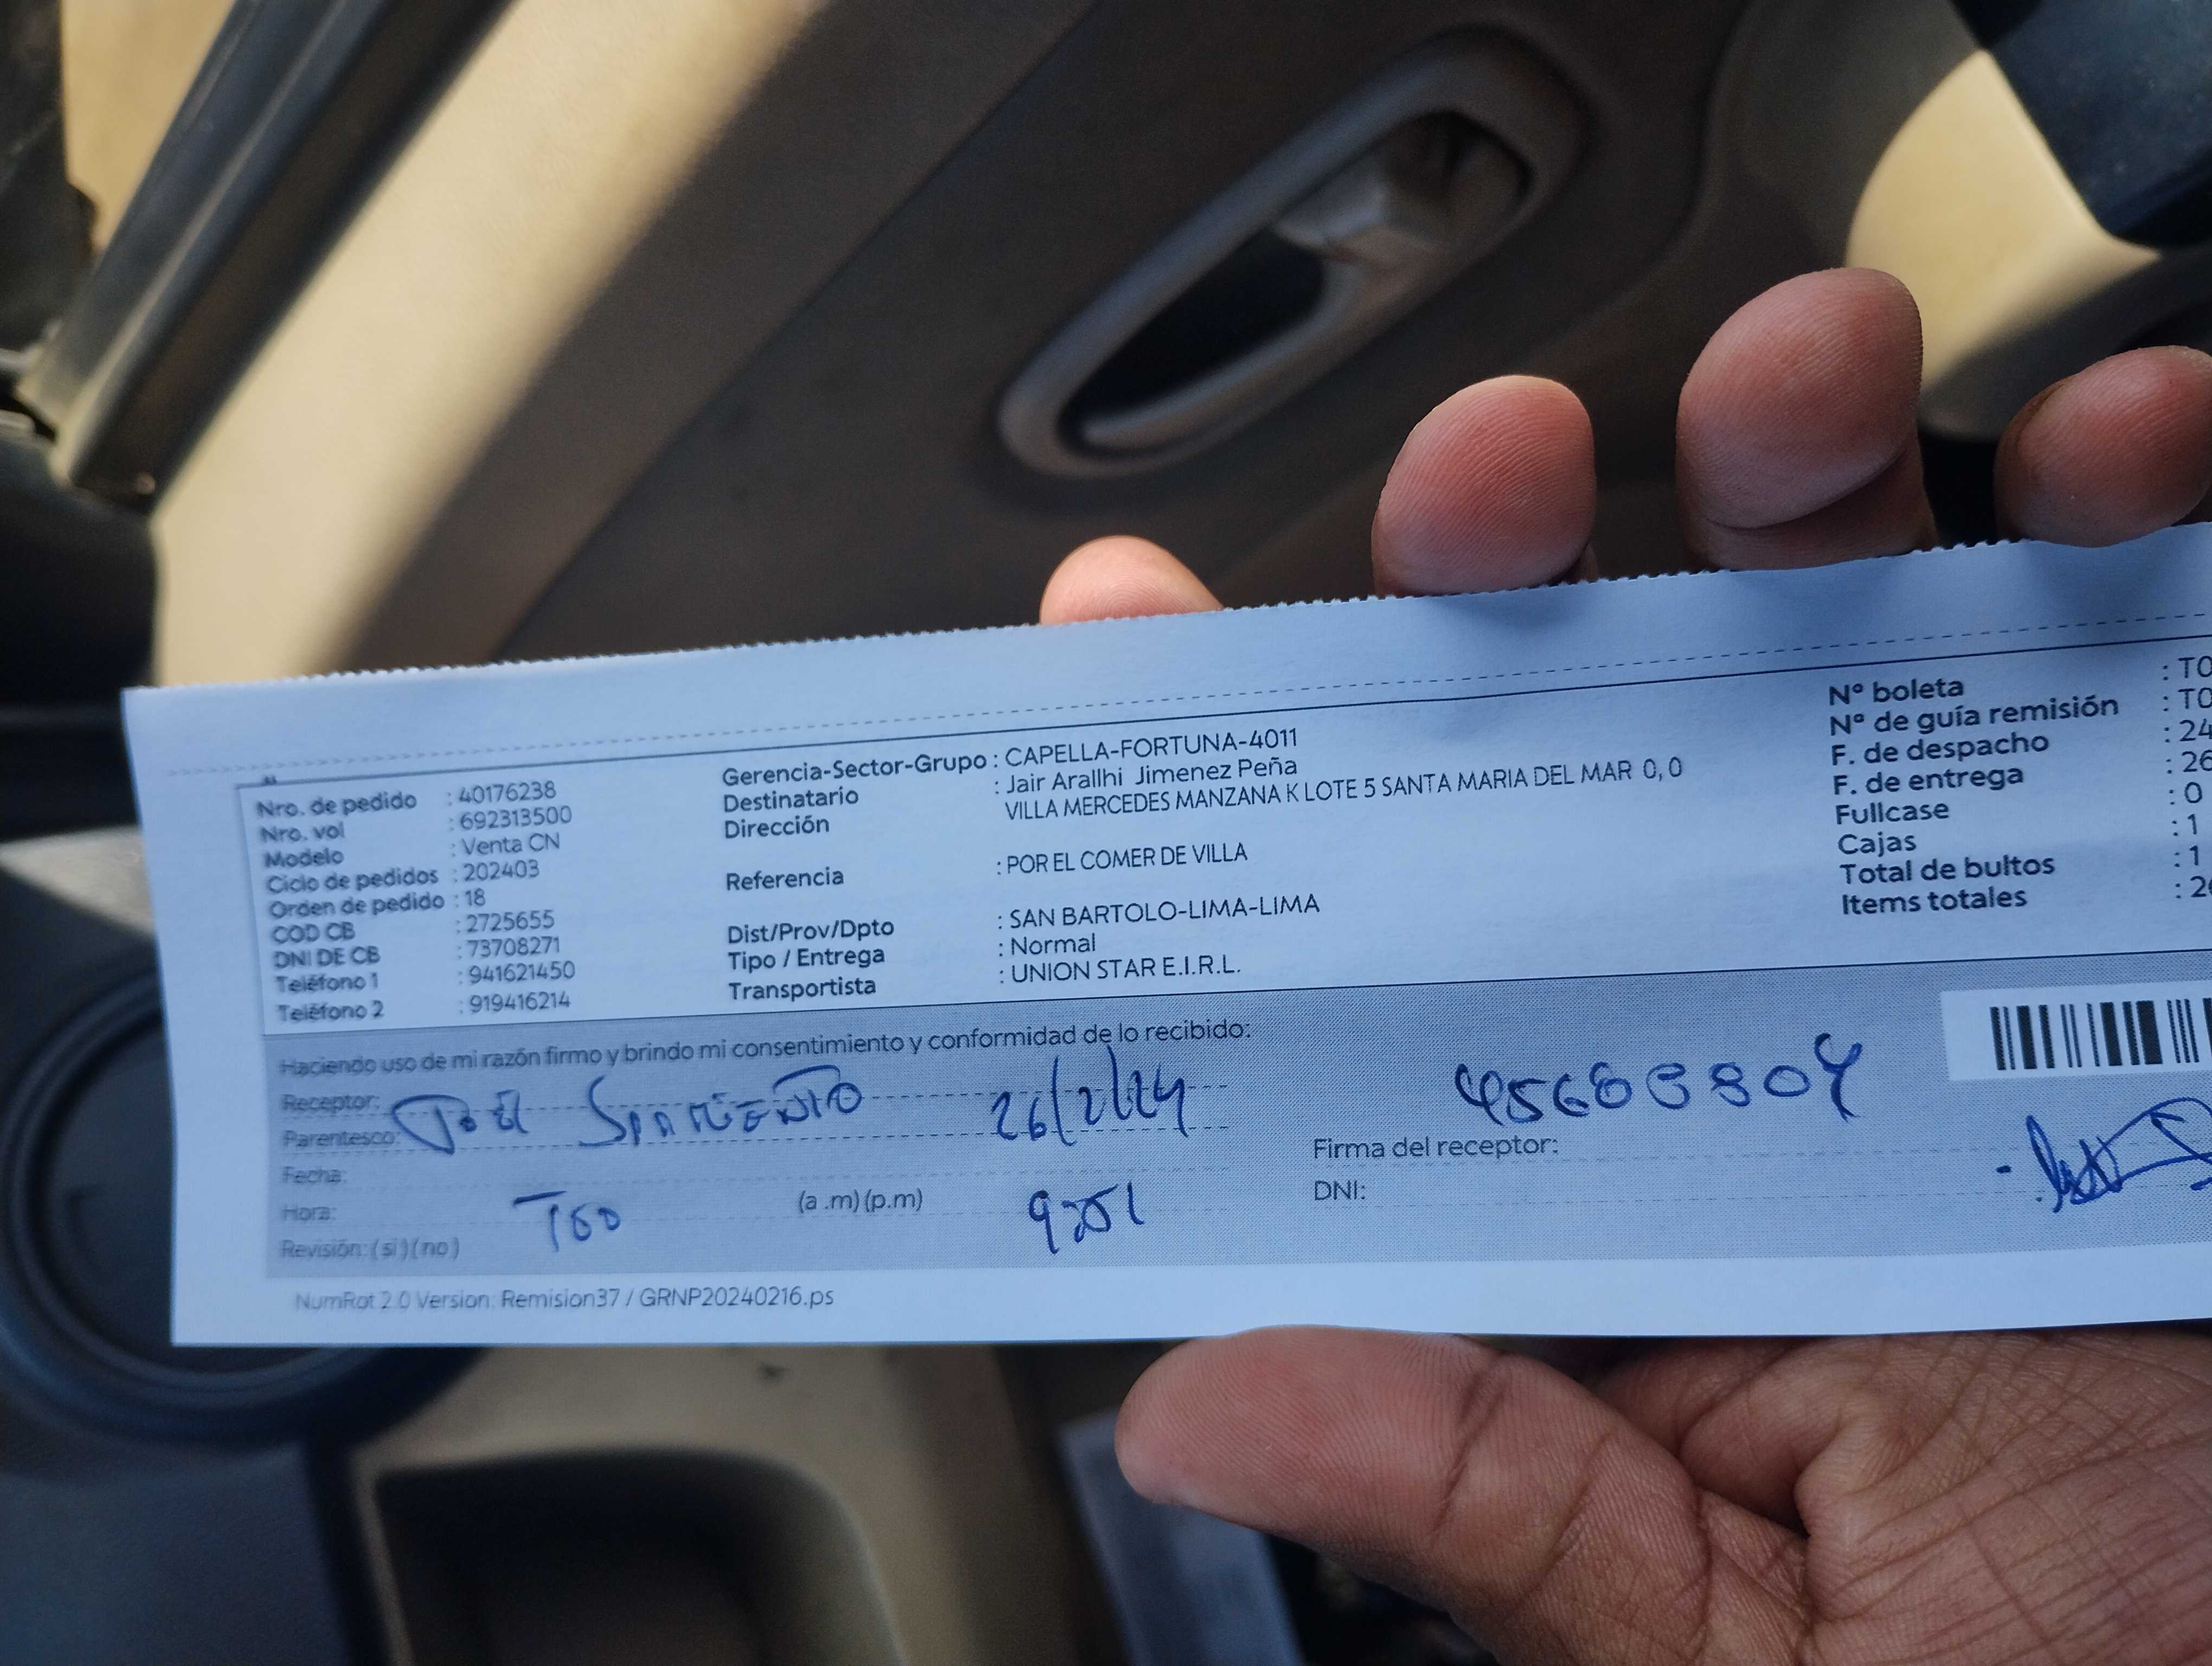 Nro. de pedido : 40176238
Nro. vol : 692313500
Modelo : Venta CN
Ciclo de pedidos : 202403
Orden de pedido : 18
COD CB : 2725655
DNI DE CB : 73708271
Teléfono 1 : 941621450
Teléfono 2 : 919416214
Gerencia-Sector-Grupo : CAPELLA-FORTUNA-4011
Destinatario : Jair Arallhi Jimenez Peña
Dirección VILLA MERCEDES MANZANA K LOTE 5 SANTA MARIA DEL MAR 0, 0
Referencia : POR EL COMER DE VILLA
Dist/Prov/Dpto : SAN BARTOLO-LIMA-LIMA
Tipo / Entrega : Normal
Transportista : UNION STAR E.I.R.L.
Nº boleta : T0
Nº de guía remisión : T0
F. de despacho : 24
F. de entrega : 26
Fullcase : 0
Cajas : 1
Total de bultos : 1
Items totales : 2
Haciendo uso de mi razón firmo y brindo mi consentimiento y conformidad de lo recibido:
Receptor:
Parentesco: 26/2/24
Fecha:
Hora: (a .m) (p.m)
Revisión: ( si ) ( no )
Firma del receptor:
DNI:
NumRot 2.0 Version: Remision37 / GRNP20240216.ps